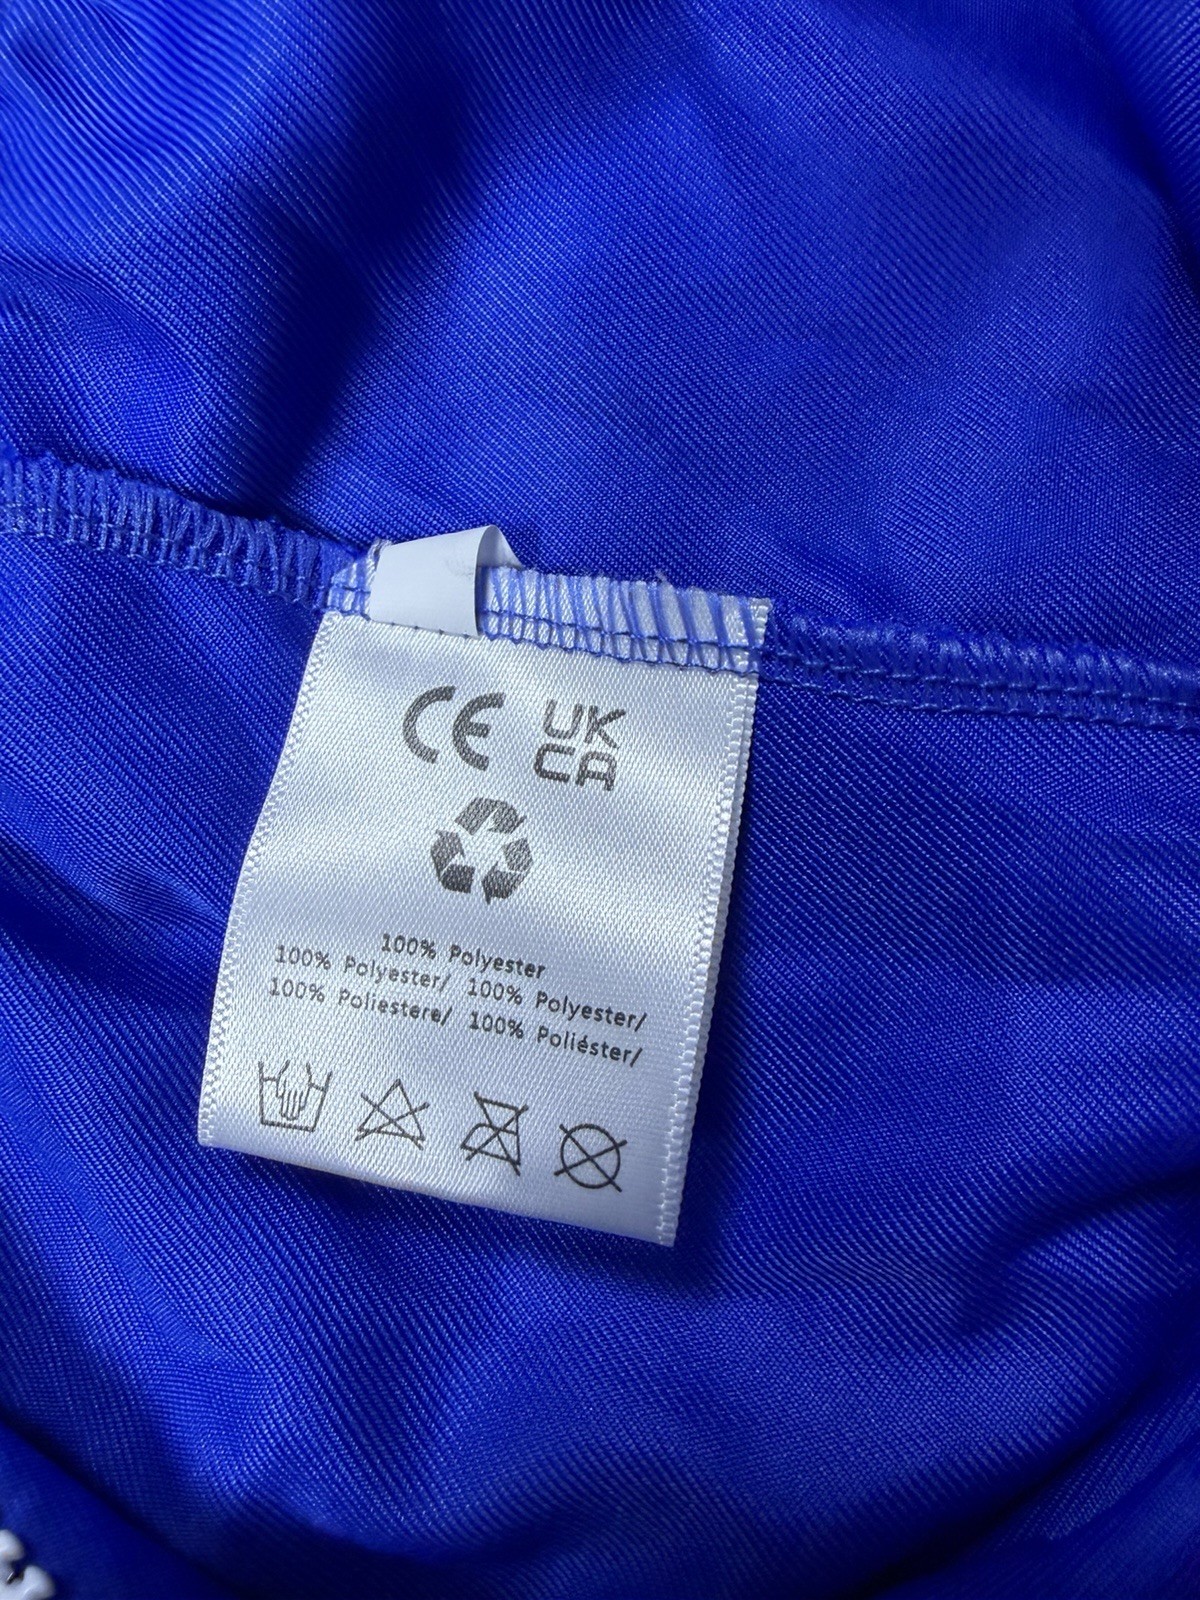 CE UK
CA
100% Polyester
100% Polyester/ 100% Polyester/
100% Poliestere/ 100% Poliéster/